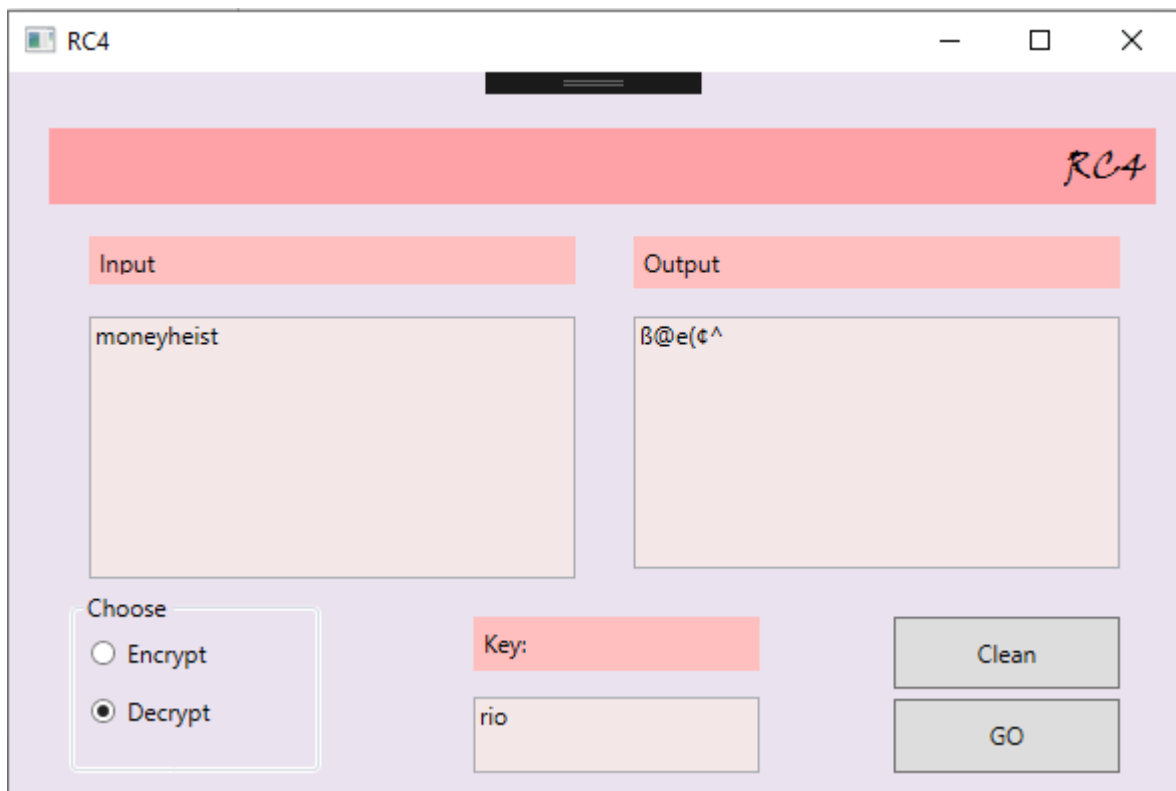 RC4
RC4
Input
Output
moneyheist
ß@e(¢^
Choose
Encrypt
Decrypt
Key:
rio
Clean
GO